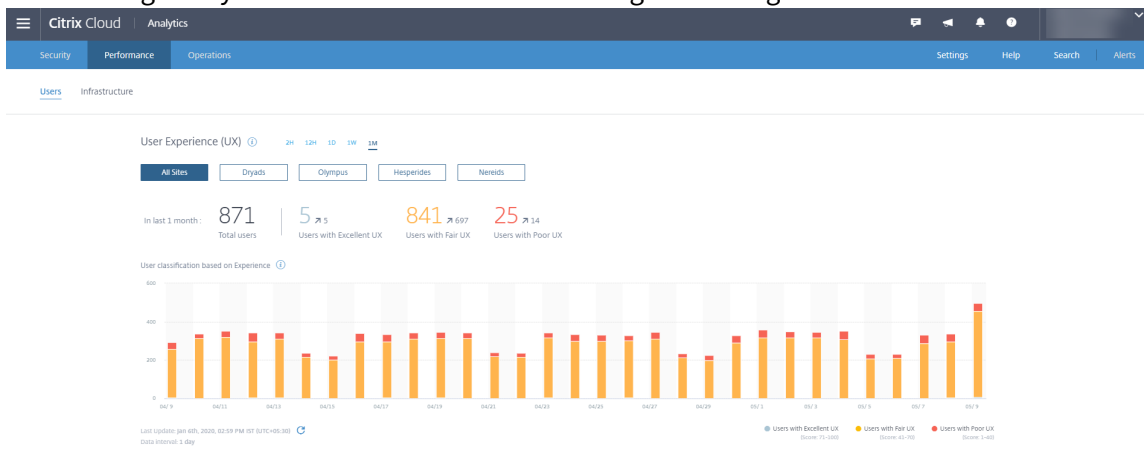 Citrix Cloud Analytics
Security Performance Operations Settings Help Search Alerts
Users Infrastructure
User Experience (UX) 2H 12H 1D 1W 1M
All Sites Dryads Olympus Hesperides Nereids
In last 1 month : 871 5 5 841 697 25 14
Total users Users with Excellent UX Users with Fair UX Users with Poor UX
User classification based on Experience
600
400
200
0
04/ 9 04/11 04/13 04/15 04/17 04/19 04/21 04/23 04/25 04/27 04/29 05/ 1 05/ 3 05/ 5 05/ 7 05/ 9
Last Update: Jan 6th, 2020, 02:59 PM IST (UTC+05:30) Users with Excellent UX Users with Fair UX Users with Poor UX
Data interval: 1 day (Score: 71-100) (Score: 41-70) (Score: 1-40)